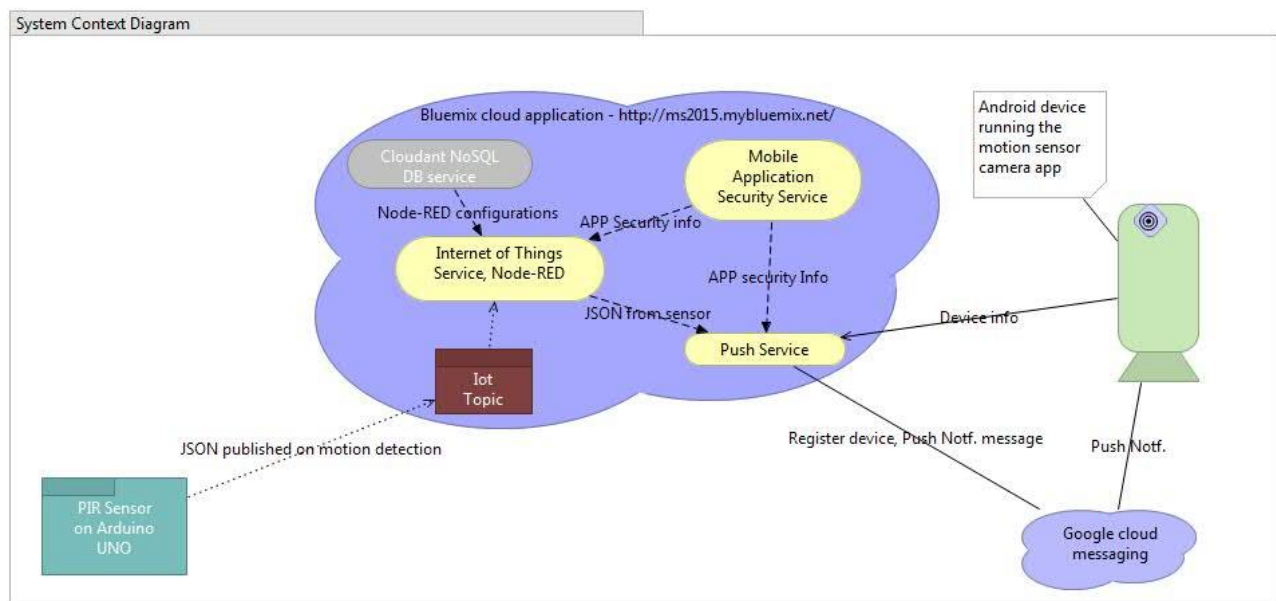 System Context Diagram
Bluemix cloud application - http://ms2015.mybluemix.net/
Cloudant NoSQL
DB service
Mobile
Application
Security Service
Android device
running the
motion sensor
camera app
Node-RED configurations
APP Security info
Internet of Things
Service, Node-RED
APP security Info
JSON from sensor
Device info
Push Service
Iot
Topic
JSON published on motion detection
Register device, Push Notf. message
Push Notf.
PIR Sensor
on Arduino
UNO
Google cloud
messaging